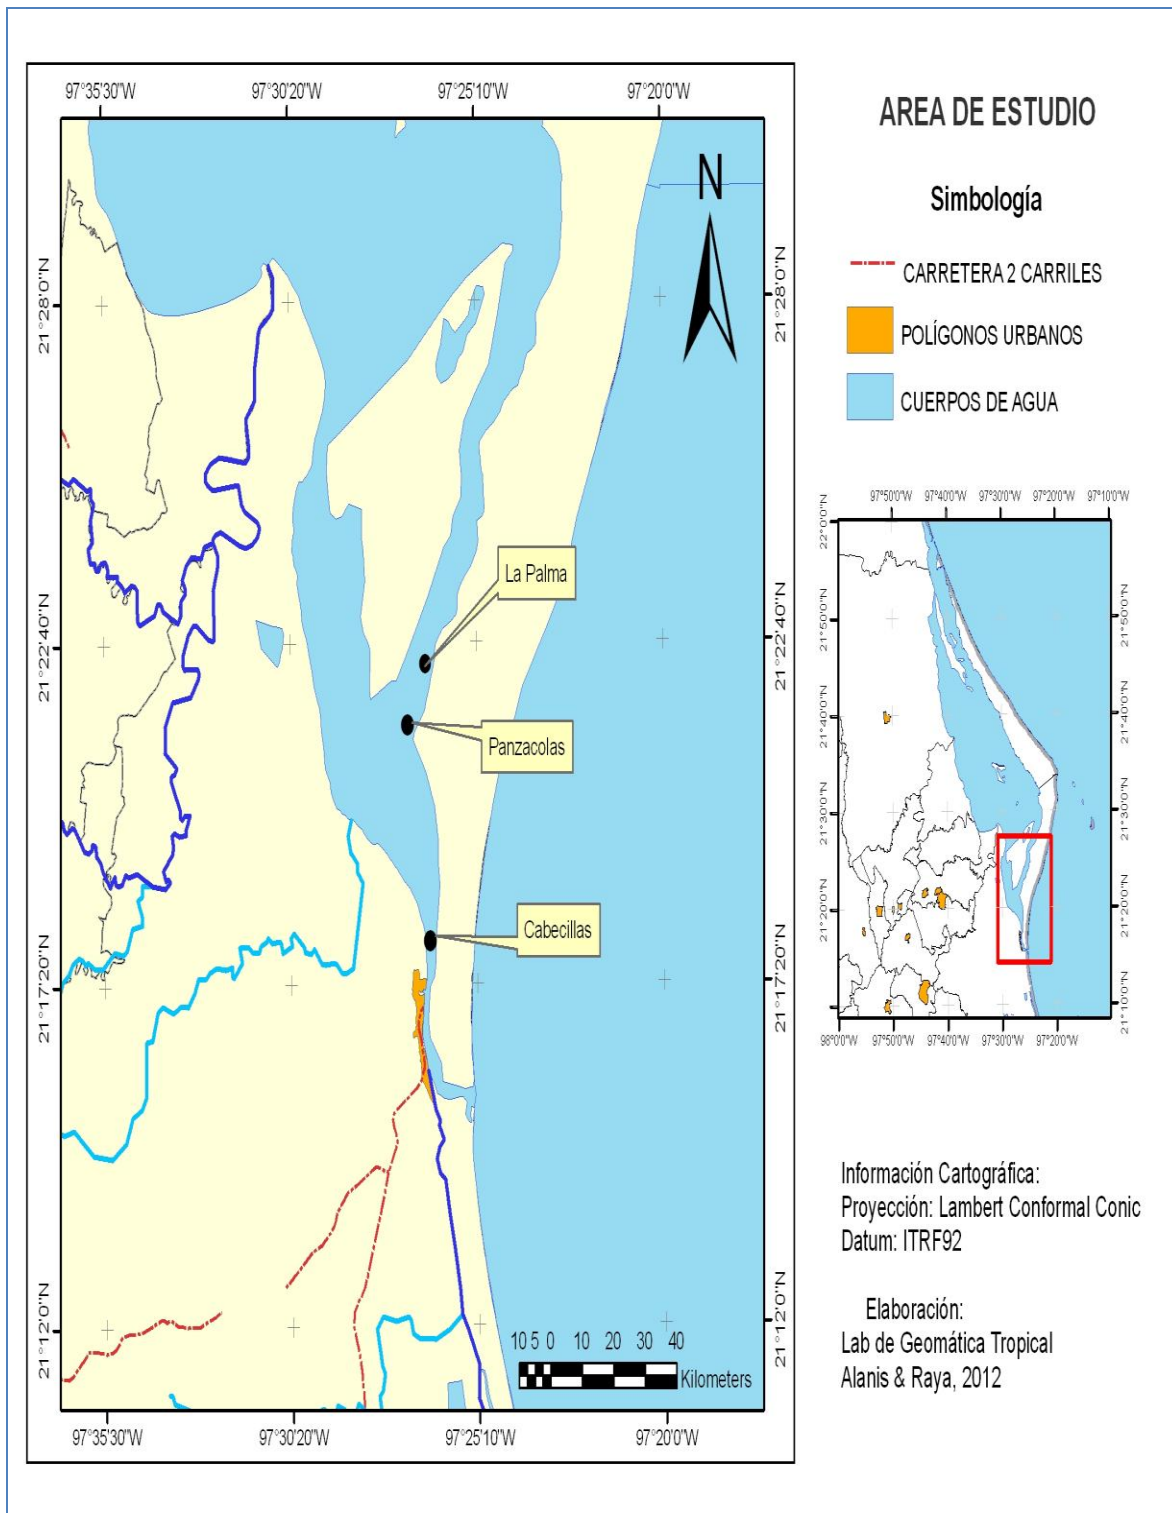 97°35'30"W 97°30'20"W 97°25'10"W 97°20'0"W
AREA DE ESTUDIO
Simbología
CARRETERA 2 CARRILES
POLÍGONOS URBANOS
CUERPOS DE AGUA
N
21°28'0"N
21°28'0"N
La Palma
21°22'40"N
21°22'40"N
Panzacolas
Cabecillas
21°17'20"N
21°17'20"N
21°12'0"N
21°12'0"N
10 5 0 10 20 30 40
Kilometers
97°35'30"W 97°30'20"W 97°25'10"W 97°20'0"W
97°50'0"W 97°40'0"W 97°30'0"W 97°20'0"W 97°10'0"W
22°0'0"N
21°50'0"N
21°50'0"N
21°40'0"N
21°40'0"N
21°30'0"N
21°30'0"N
21°20'0"N
21°20'0"N
21°10'0"N
21°10'0"N
98°0'0"W 97°50'0"W 97°40'0"W 97°30'0"W 97°20'0"W
Información Cartográfica:
Proyección: Lambert Conformal Conic
Datum: ITRF92
Elaboración:
Lab de Geomática Tropical
Alanis & Raya, 2012